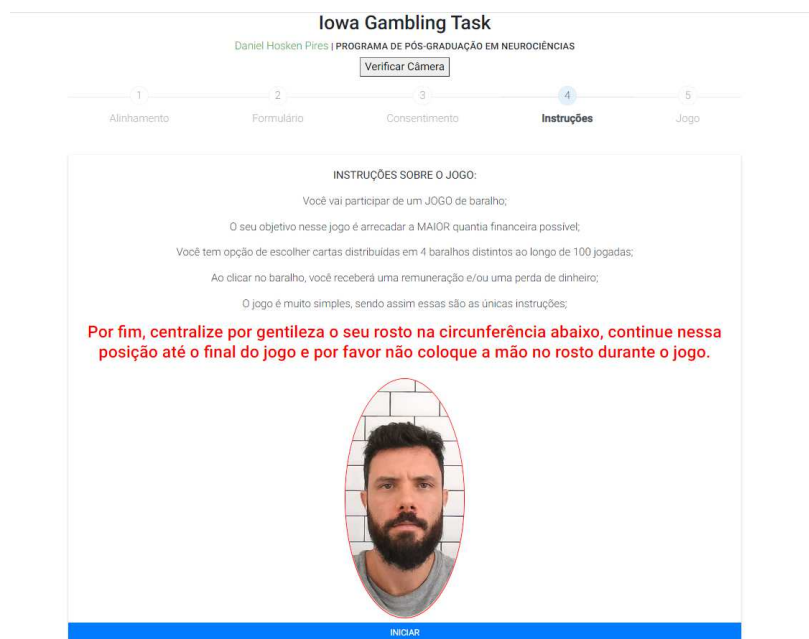 Iowa Gambling Task
Daniel Hosken Pires | PROGRAMA DE PÓS-GRADUAÇÃO EM NEUROCIÊNCIAS
Verificar Câmera
1 2 3 4 5
Alinhamento Formulário Consentimento Instruções Jogo
INSTRUÇÕES SOBRE O JOGO:
Você vai participar de um JOGO de baralho;
O seu objetivo nesse jogo é arrecadar a MAIOR quantia financeira possível;
Você tem opção de escolher cartas distribuídas em 4 baralhos distintos ao longo de 100 jogadas;
Ao clicar no baralho, você receberá uma remuneração e/ou uma perda de dinheiro;
O jogo é muito simples, sendo assim essas são as únicas instruções;
Por fim, centralize por gentileza o seu rosto na circunferência abaixo, continue nessa
posição até o final do jogo e por favor não coloque a mão no rosto durante o jogo.
INICIAR